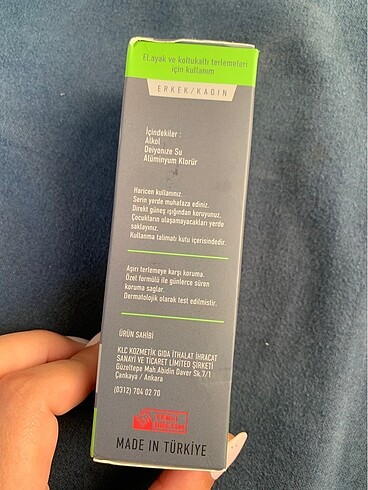 El,ayak ve koltukaltı terlemeleri
için kullanım
ERKEK/KADIN
İçindekiler :
Alkol
Deiyonize Su
Alüminyum Klorür
Haricen kullanınız.
Serin yerde muhafaza ediniz.
Direkt güneş ışığından koruyunuz.
Çocukların ulaşamayacakları yerde
saklayınız.
Kullanma talimatı kutu içerisindedir.
Aşırı terlemeye karşı koruma.
Özel formülü ile günlerce süren
koruma sağlar.
Dermatolojik olarak test edilmiştir.
ÜRÜN SAHİBİ
KLC KOZMETİK GIDA İTHALAT İHRACAT
SANAYİ VE TİCARET LİMİTED ŞİRKETİ
Güzeltepe Mah.Abidin Daver Sk.7/1
Çankaya / Ankara
(0312) 704 02 70
YERLİ
ÜRETİM
MADE IN TÜRKİYE